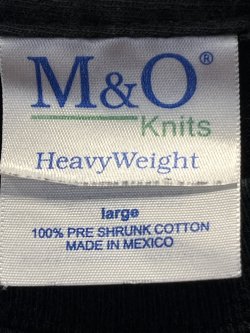 M&O®
Knits
HeavyWeight
large
100% PRE SHRUNK COTTON
MADE IN MEXICO